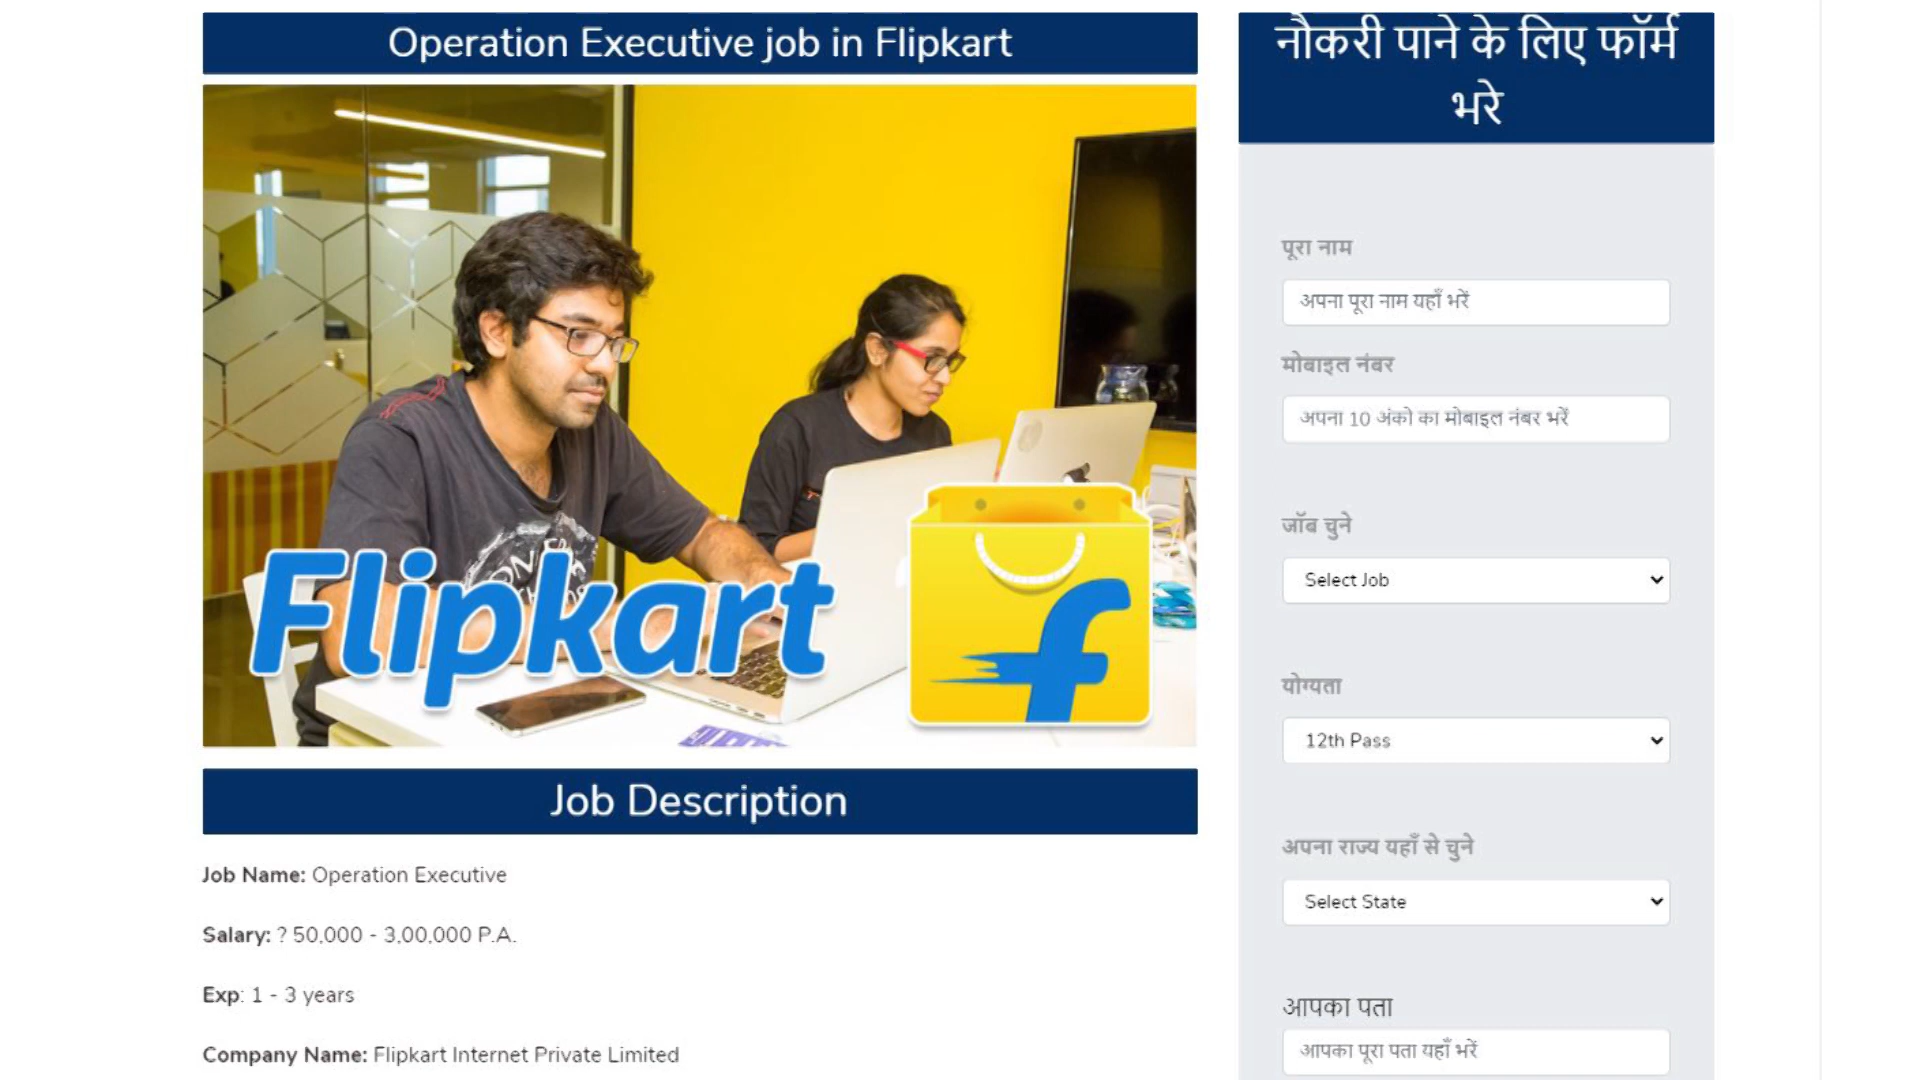 Operation Executive job in Flipkart
Flipkart
f
Job Description
Job Name: Operation Executive
Salary: ? 50,000 - 3,00,000 P.A.
Exp: 1 - 3 years
Company Name: Flipkart Internet Private Limited
नौकरी पाने के लिए फॉर्म
भरे
पूरा नाम
अपना पूरा नाम यहाँ भरें
मोबाइल नंबर
अपना 10 अंको का मोबाइल नंबर भरें
जॉब चुने
Select Job
योग्यता
12th Pass
अपना राज्य यहाँ से चुने
Select State
आपका पता
आपका पूरा पता यहाँ भरें